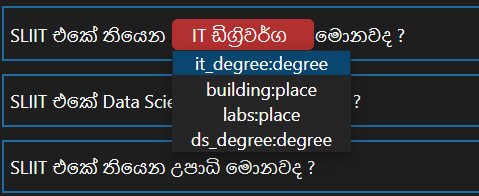 SLIIT එකේ තියෙන IT ඩිග්‍රිවර්ග මොනවද ?
it_degree:degree
building:place
SLIIT එකේ Data Scie ?
labs:place
ds_degree:degree
SLIIT එකේ තියෙන උපාධි මොනවද ?